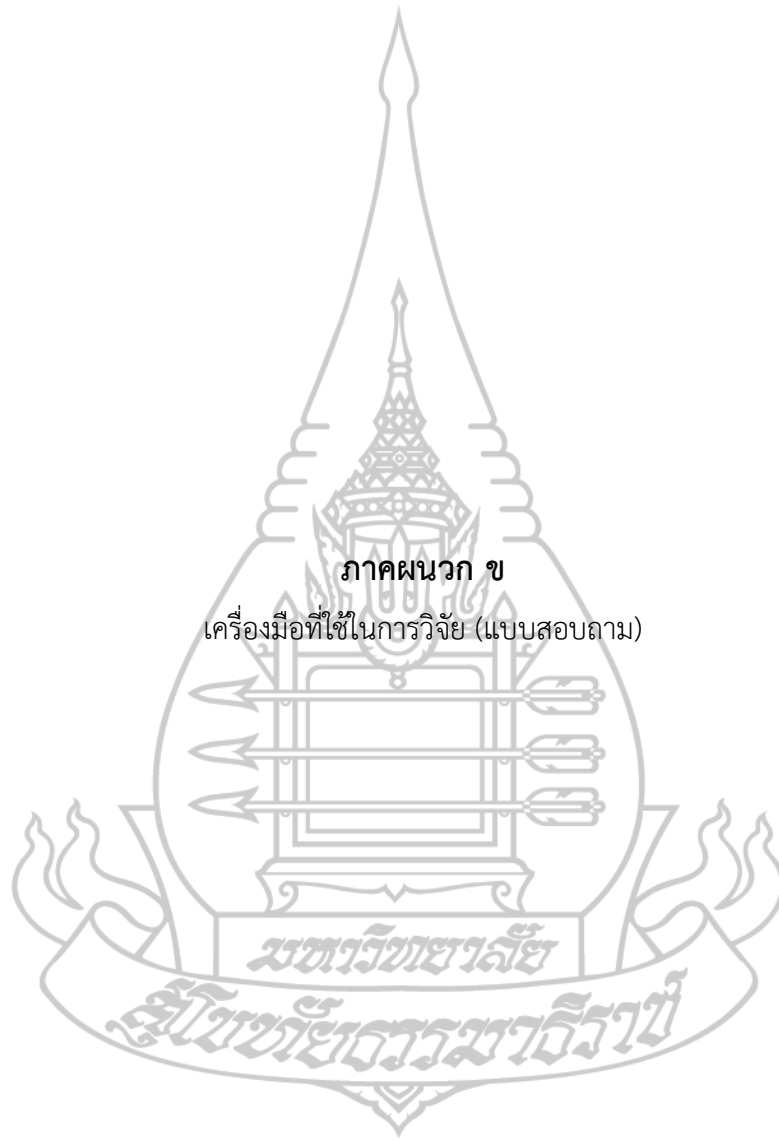 ภาคผนวก ข
เครื่องมือที่ใช้ในการวิจัย (แบบสอบถาม)
มหาวิทยาลัย
สุโขทัยธรรมาธิราช